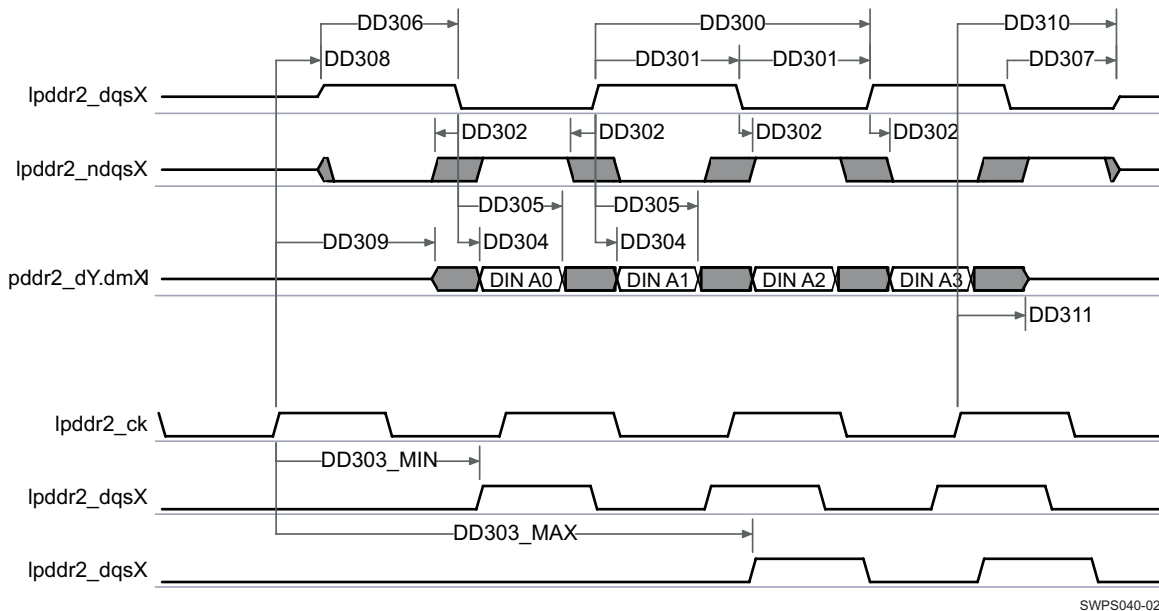 DD306
DD300
DD310
DD308
DD301
DD301
DD307
lpddr2_dqsX
DD302
DD302
DD302
DD302
lpddr2_ndqsX
DD305
DD305
DD309
DD304
DD304
pddr2_dY.dmXl
DIN A0
DIN A1
DIN A2
DIN A3
DD311
lpddr2_ck
DD303_MIN
lpddr2_dqsX
DD303_MAX
lpddr2_dqsX
SWPS040-02